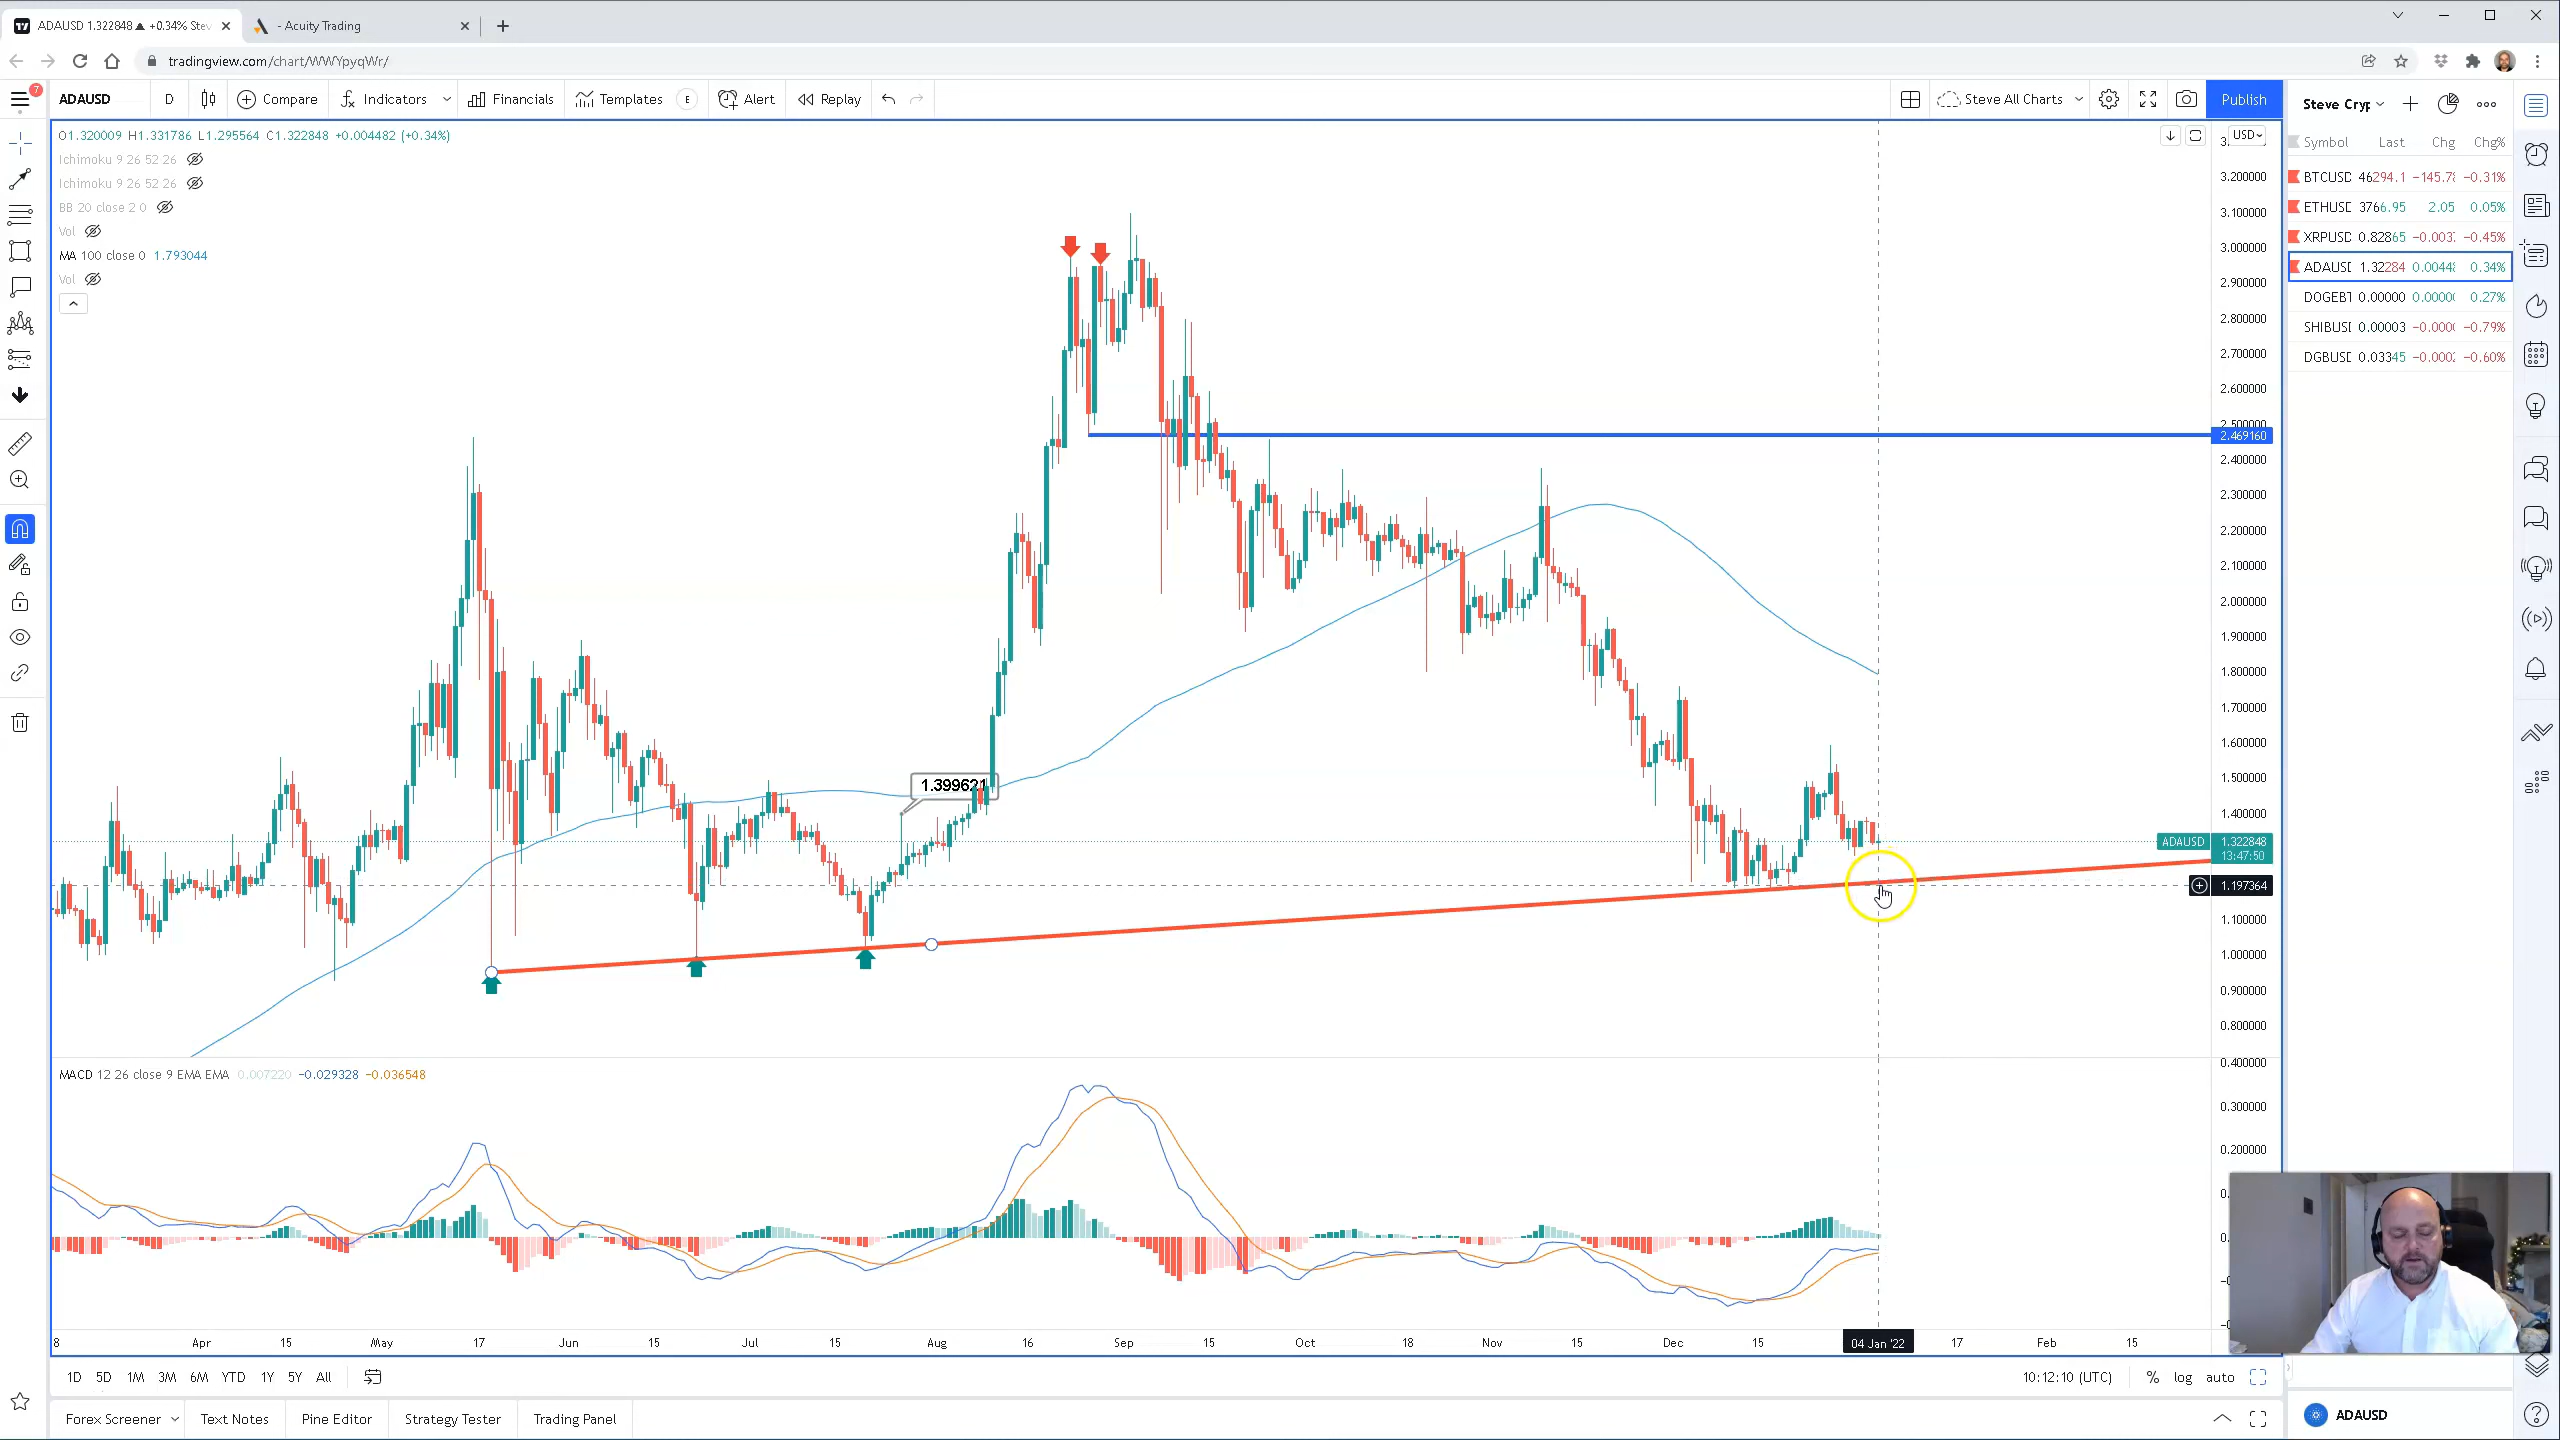 ADAUSD 1.322848 ▲ +0.34% Stev
- Acuity Trading
tradingview.com/chart/WWYpyqWr/
7
ADAUSD D Compare Indicators Financials Templates E Alert Replay Steve All Charts Publish
Steve Cryp
O1.320009 H1.331786 L1.295564 C1.322848 +0.004482 (+0.34%)
Ichimoku 9 26 52 26
Ichimoku 9 26 52 26
BB 20 close 2 0
Vol
MA 100 close 0 1.793044
Vol
USD
3.200000
3.100000
3.000000
2.900000
2.800000
2.700000
2.600000
2.500000
2.469160
2.400000
2.300000
2.200000
2.100000
2.000000
1.900000
1.800000
1.700000
1.600000
1.500000
1.400000
ADAUSD 1.322848
13:47:50
1.197364
1.100000
1.000000
0.900000
0.800000
1.399621
Symbol Last Chg Chg%
BTCUSD 46294.1 −145.78 −0.31%
ETHUSD 3766.95 2.05 0.05%
XRPUSD 0.82865 −0.003 −0.45%
ADAUSD 1.32284 0.00448 0.34%
DOGEBT 0.00000 0.0000 0.27%
SHIBUSD 0.00003 −0.000 −0.79%
DGBUSD 0.03345 −0.0002 −0.60%
MACD 12 26 close 9 EMA EMA 0.007220 −0.029328 −0.036548
0.400000
0.300000
0.200000
8 Apr 15 May 17 Jun 15 Jul 15 Aug 16 Sep 15 Oct 18 Nov 15 Dec 15 04 Jan '22 17 Feb 15
1D 5D 1M 3M 6M YTD 1Y 5Y All
10:12:10 (UTC) % log auto
Forex Screener Text Notes Pine Editor Strategy Tester Trading Panel
ADAUSD